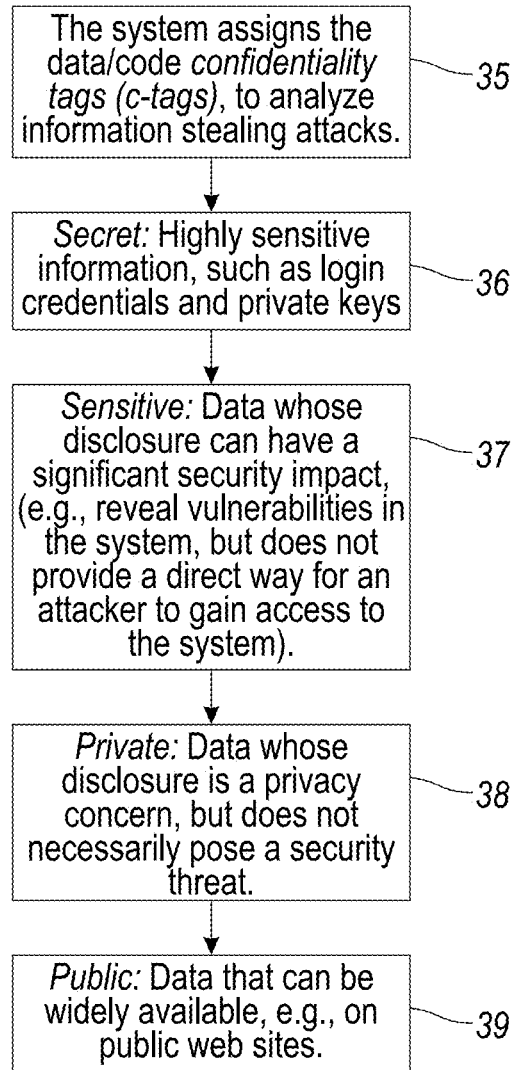 The system assigns the
data/code confidentiality
tags (c-tags), to analyze
information stealing attacks.
35
Secret: Highly sensitive
information, such as login
credentials and private keys
36
Sensitive: Data whose
disclosure can have a
significant security impact,
(e.g., reveal vulnerabilities in
the system, but does not
provide a direct way for an
attacker to gain access to
the system).
37
Private: Data whose
disclosure is a privacy
concern, but does not
necessarily pose a security
threat.
38
Public: Data that can be
widely available, e.g., on
public web sites.
39